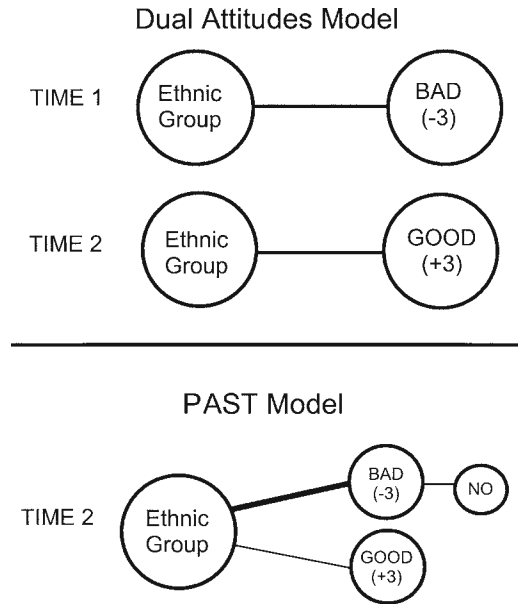 Dual Attitudes Model
TIME 1
Ethnic
Group
BAD
(-3)
TIME 2
Ethnic
Group
GOOD
(+3)
PAST Model
TIME 2
Ethnic
Group
BAD
(-3)
NO
GOOD
(+3)